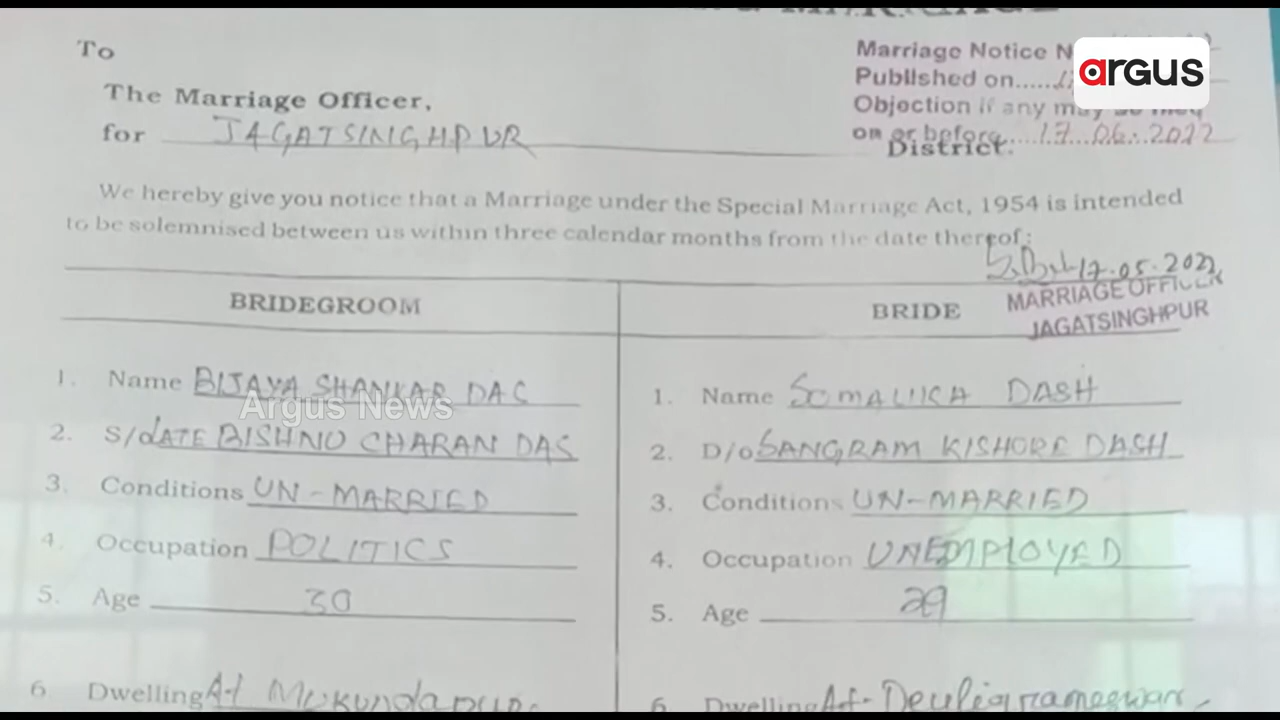 argus
To
Marriage Notice
Published on......
The Marriage Officer,
Objection if any may
for JAGATSINGHPUR
on or before....17.06.2022
District.
We hereby give you notice that a Marriage under the Special Marriage Act, 1954 is intended
to be solemnised between us within three calendar months from the date thereof:
17.05.2022
MARRIAGE OFFICER
JAGATSINGHPUR
BRIDEGROOM
BRIDE
1. Name BIJAYA SHANKAR DAS
2. S/o LATE BISHNU CHARAN DAS
3. Conditions UN-MARRIED
4. Occupation POLITICS
5. Age 30
6. Dwelling At Mukundapur,
1. Name SOMALIKA DASH
2. D/o SANGRAM KISHORE DASH
3. Conditions UN-MARRIED
4. Occupation UNEMPLOYED
5. Age 29
6. Dwelling At-
Argus News